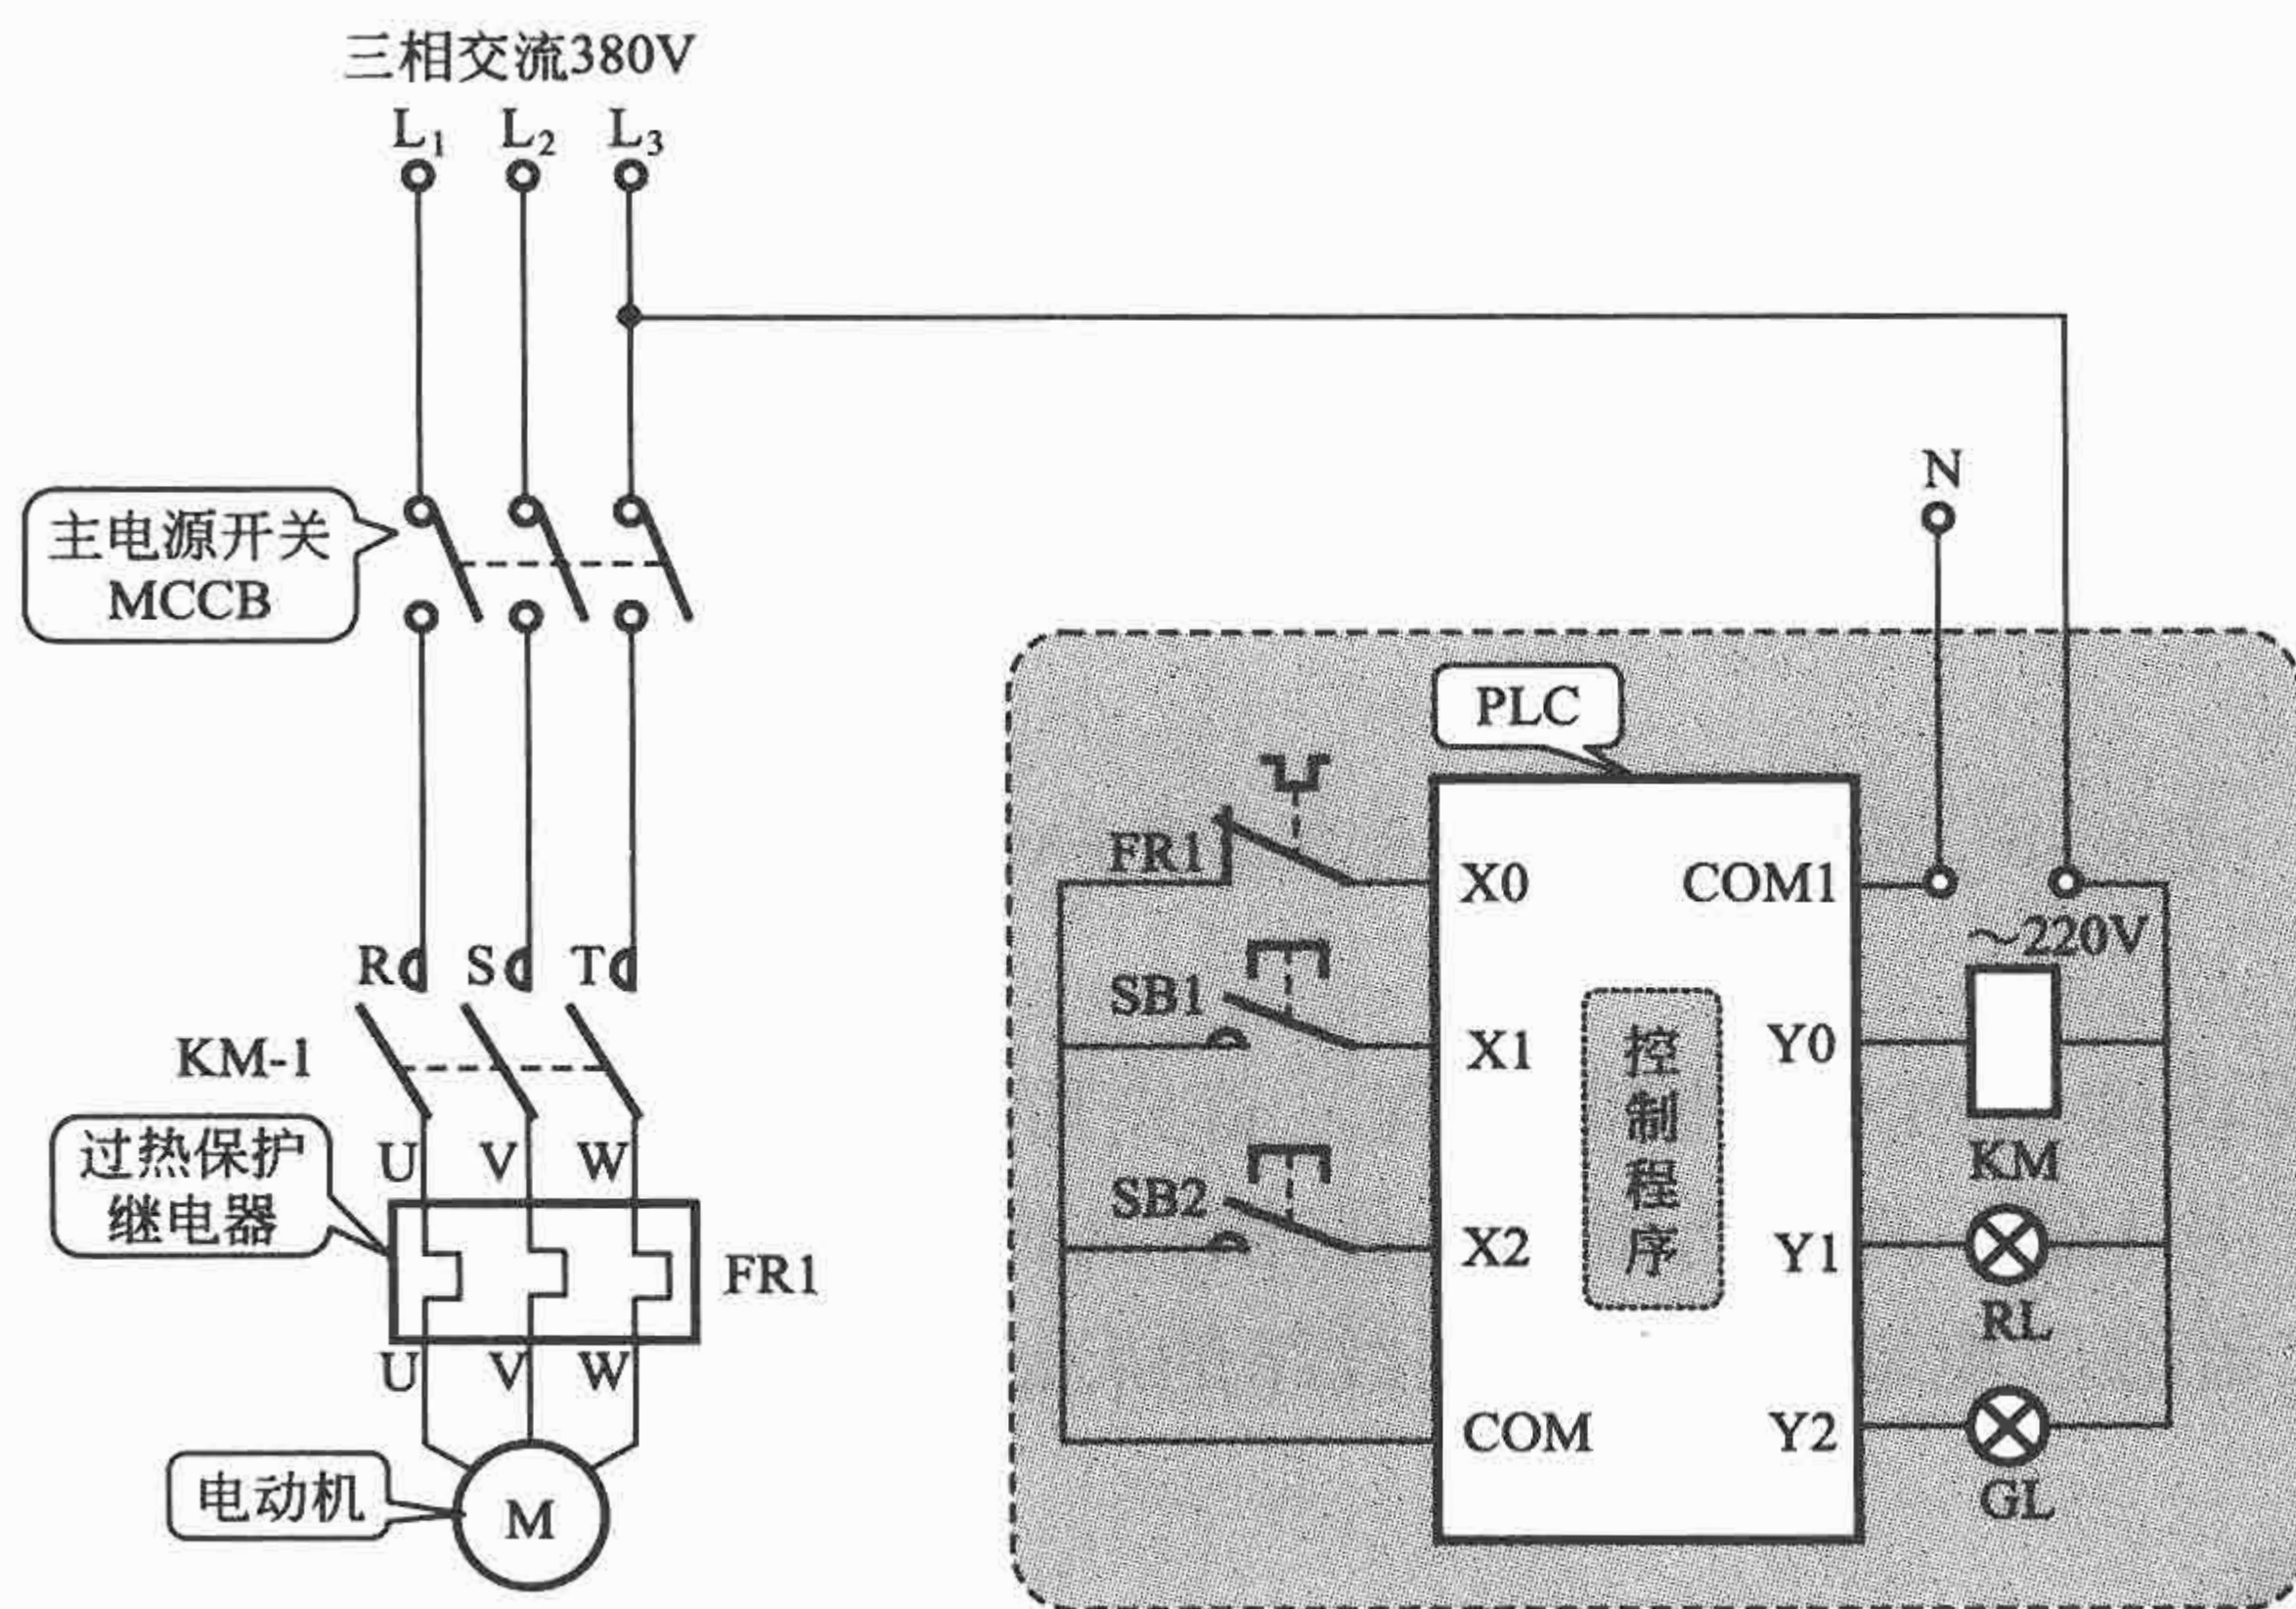 三相交流380V
L₁ L₂ L₃
主电源开关
MCCB
N
PLC
FR1
X0
COM1
～220V
R S T
SB1
X1
控制程序
Y0
KM-1
KM
过热保护
继电器
U V W
SB2
X2
Y1
FR1
RL
U V W
COM
Y2
GL
电动机
M